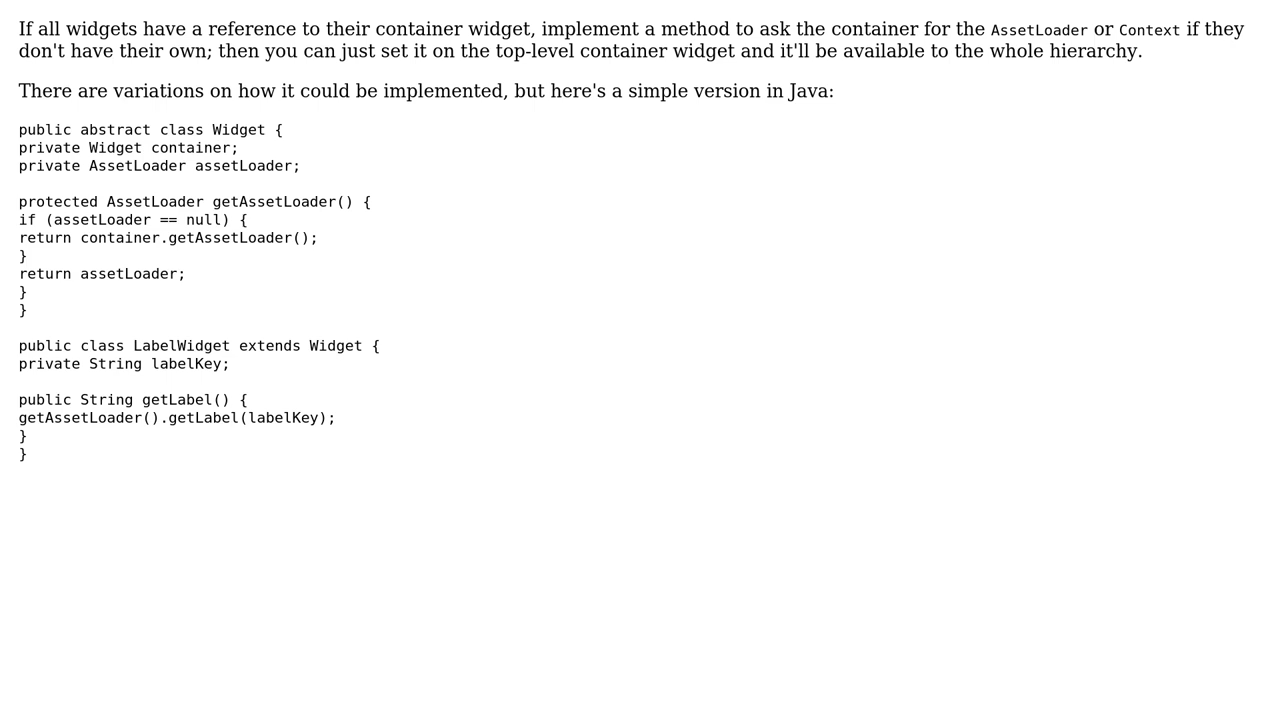 If all widgets have a reference to their container widget, implement a method to ask the container for the AssetLoader or Context if they
don't have their own; then you can just set it on the top-level container widget and it'll be available to the whole hierarchy.
There are variations on how it could be implemented, but here's a simple version in Java:
public abstract class Widget {
private Widget container;
private AssetLoader assetLoader;
protected AssetLoader getAssetLoader() {
if (assetLoader == null) {
return container.getAssetLoader();
}
return assetLoader;
}
}
public class LabelWidget extends Widget {
private String labelKey;
public String getLabel() {
getAssetLoader().getLabel(labelKey);
}
}